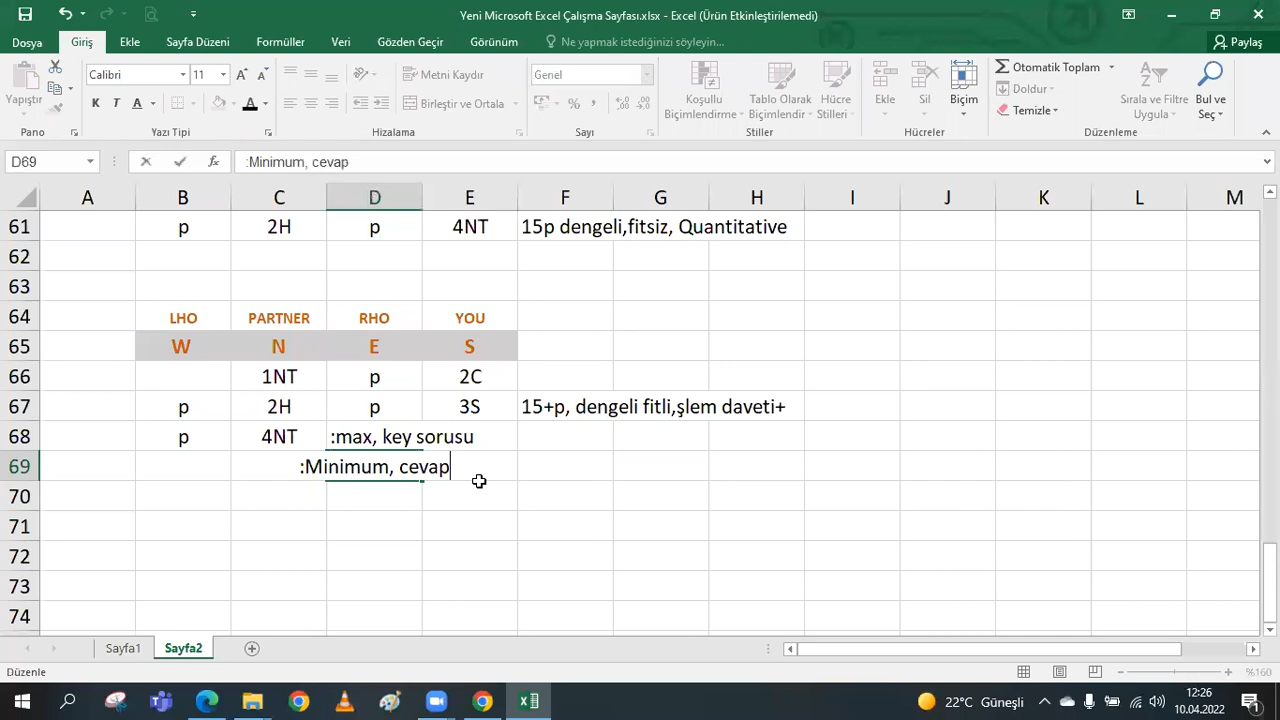 Yeni Microsoft Excel Çalışma Sayfası.xlsx - Excel (Ürün Etkinleştirilemedi)
Dosya Giriş Ekle Sayfa Düzeni Formüller Veri Gözden Geçir Görünüm Ne yapmak istediğinizi söyleyin... Paylaş
Yapıştır Calibri 11 Metni Kaydır Genel Koşullu Biçimlendirme Tablo Olarak Biçimlendir Hücre Stilleri Ekle Sil Biçim Otomatik Toplam Sırala ve Filtre Uygula Bul ve Seç
K T A Birleştir ve Ortala % Doldur
Temizle
Pano Yazı Tipi Hizalama Sayı Stiller Hücreler Düzenleme
D69 fx :Minimum, cevap
A B C D E F G H I J K L M
61 p 2H p 4NT 15p dengeli,fitsiz, Quantitative
62
63
64 LHO PARTNER RHO YOU
65 W N E S
66 1NT p 2C
67 p 2H p 3S 15+p, dengeli fitli,şlem daveti+
68 p 4NT :max, key sorusu
69 :Minimum, cevap
70
71
72
73
74
Sayfa1 Sayfa2
Düzenle %160
22°C Güneşli 12:26
10.04.2022